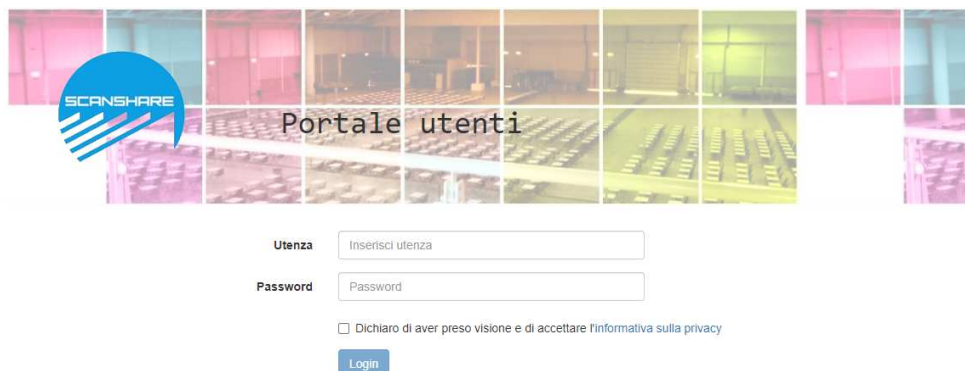 SCANSHARE
Portale utenti
Utenza Inserisci utenza
Password Password
Dichiaro di aver preso visione e di accettare l'informativa sulla privacy
Login